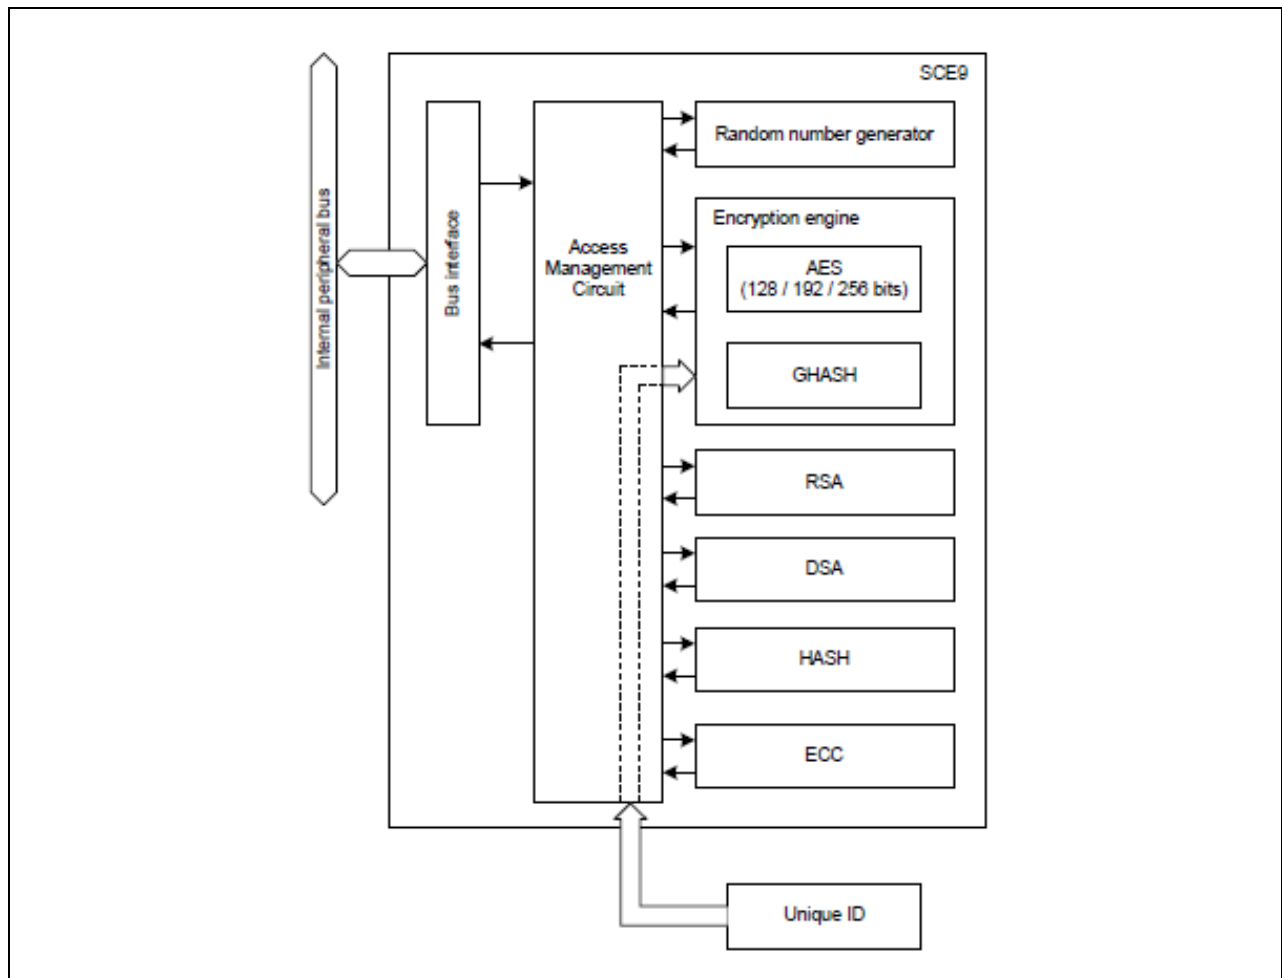 SCE9
Internal peripheral bus
Bus interface
Access
Management
Circuit
Random number generator
Encryption engine
AES
(128 / 192 / 256 bits)
GHASH
RSA
DSA
HASH
ECC
Unique ID